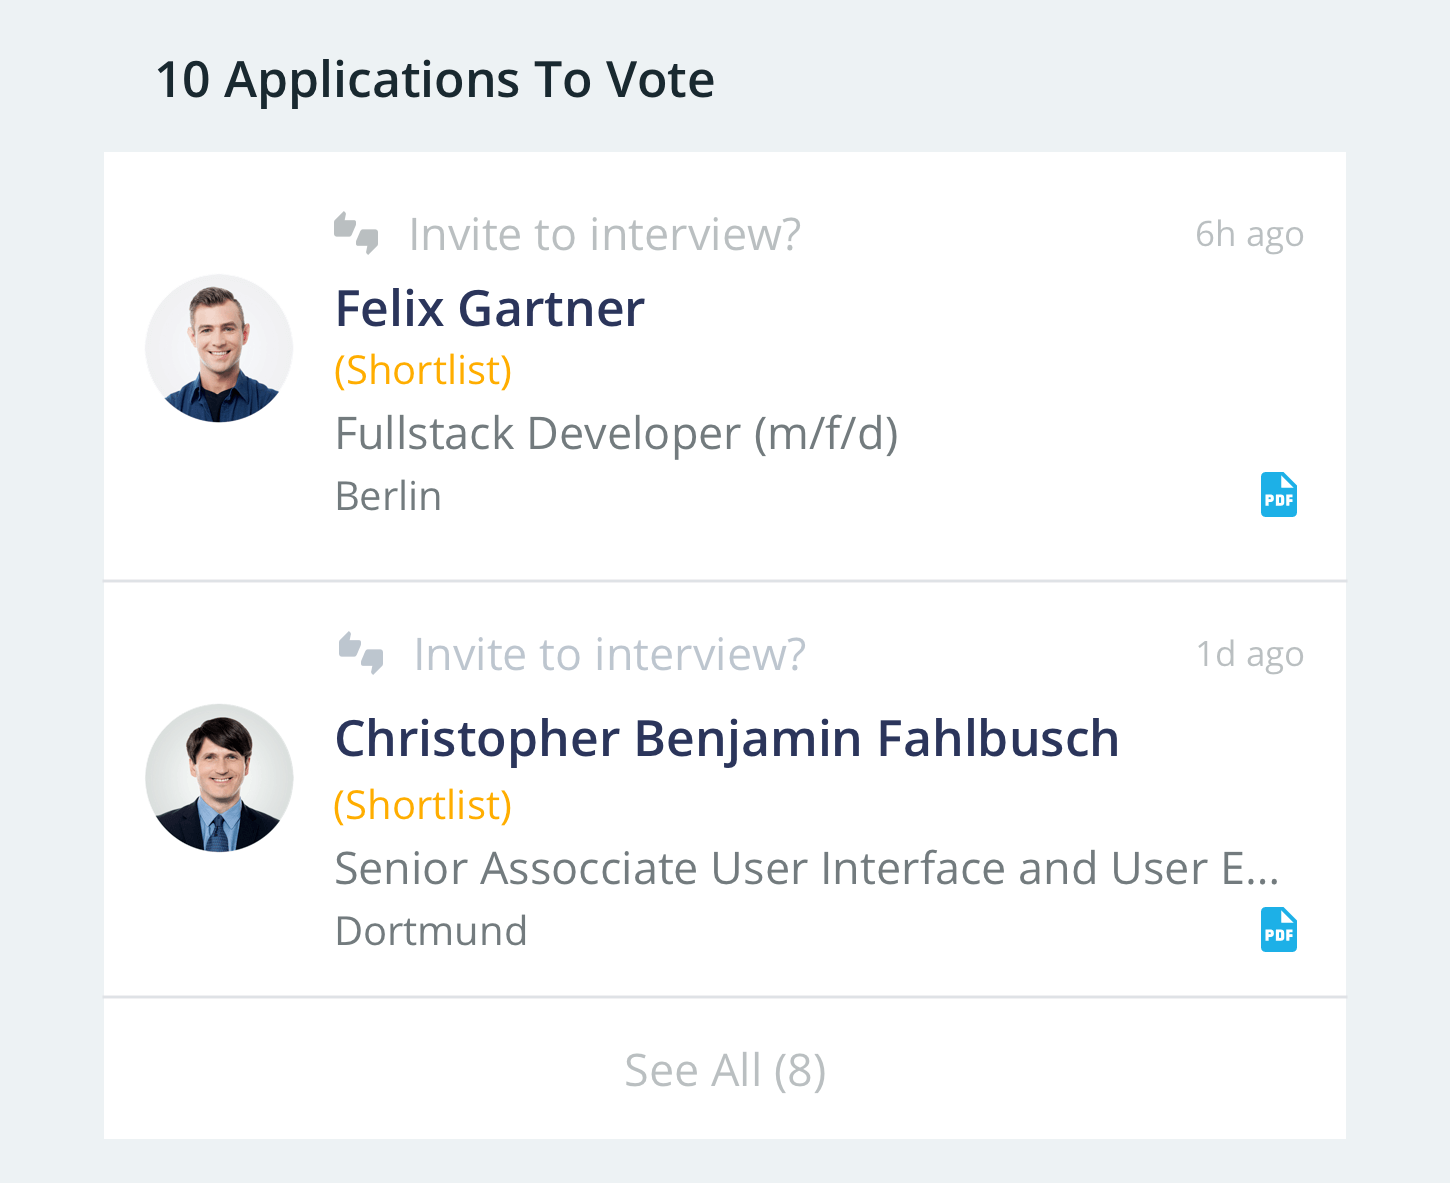 10 Applications To Vote
Invite to interview?
6h ago
Felix Gartner
(Shortlist)
Fullstack Developer (m/f/d)
Berlin
PDF
Invite to interview?
1d ago
Christopher Benjamin Fahlbusch
(Shortlist)
Senior Assocciate User Interface and User E...
Dortmund
PDF
See All (8)